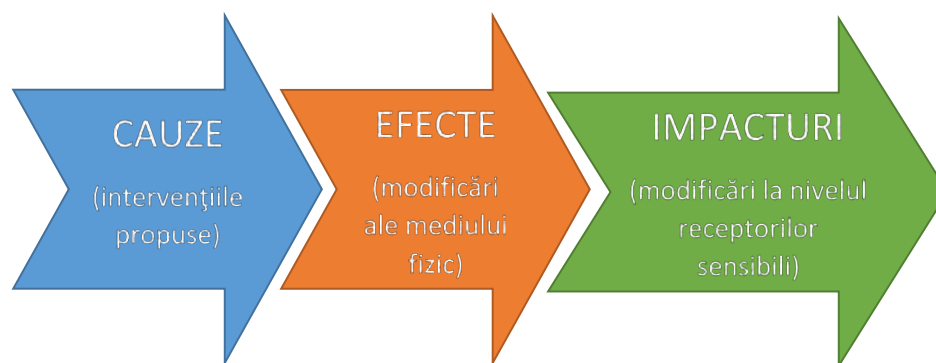 CAUZE
(intervenţiile
propuse)
EFECTE
(modificări
ale mediului
fizic)
IMPACTURI
(modificări la nivelul
receptorilor
sensibili)